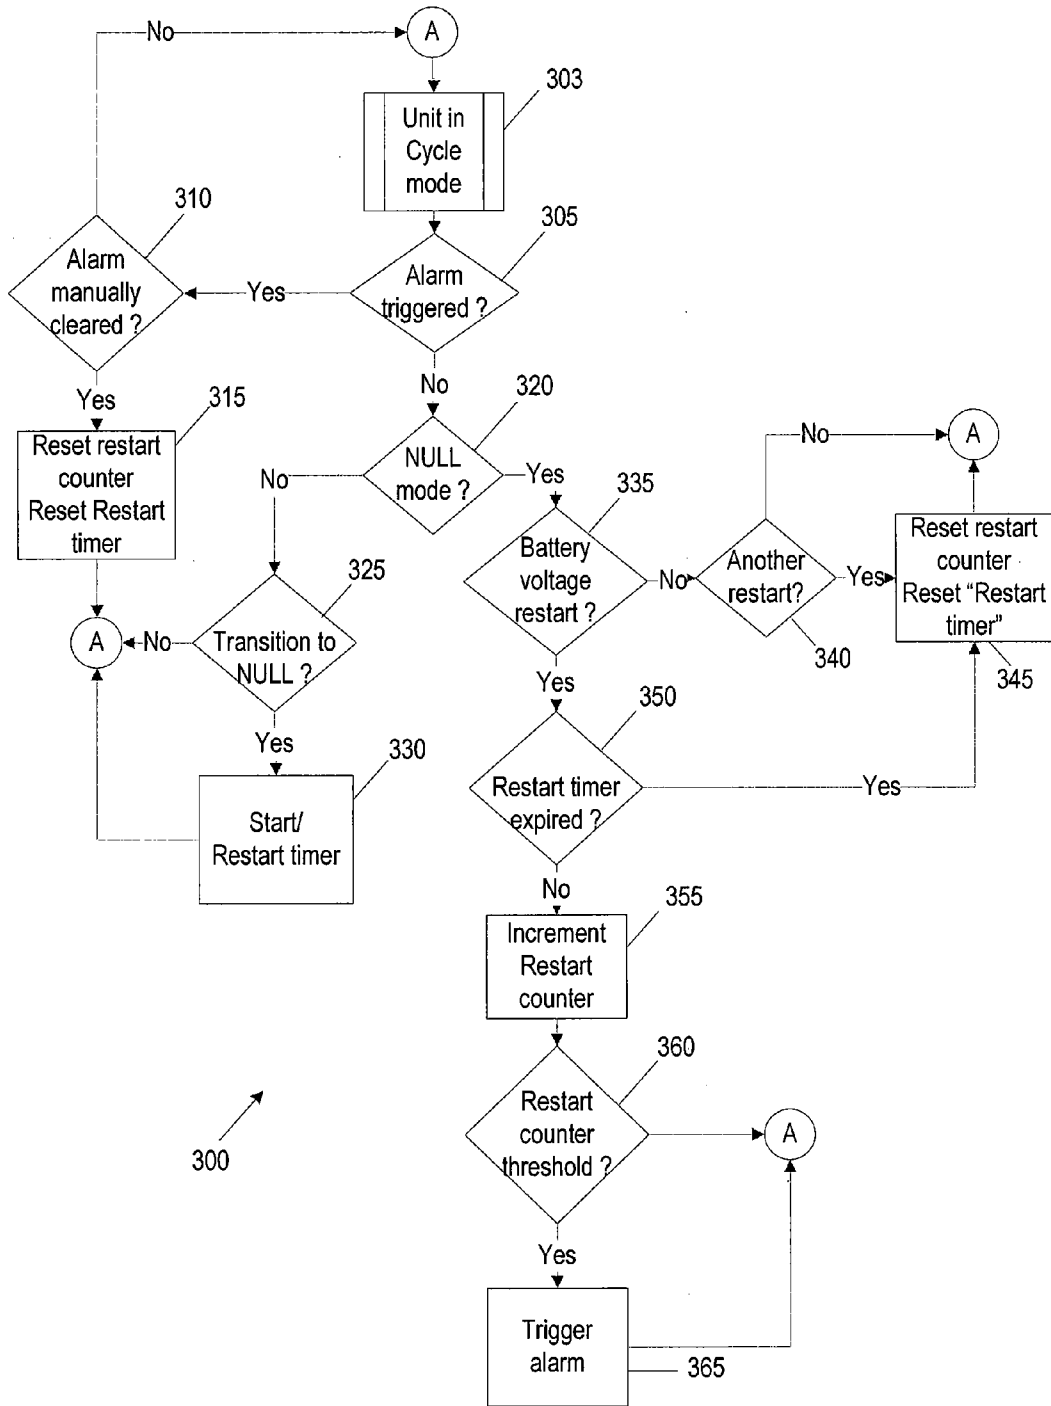 No
A
303
Unit in
Cycle
mode
310
305
Alarm
manually
cleared ?
Yes
Alarm
triggered ?
Yes
No
315
320
Reset restart
counter
Reset Restart
timer
No
NULL
mode ?
Yes
335
No
A
325
Battery
voltage
restart ?
No
Another
restart?
Yes
Reset restart
counter
Reset “Restart
timer”
340
345
A
No
Transition to
NULL ?
Yes
350
Yes
330
Restart timer
expired ?
Yes
Start/
Restart timer
No
355
Increment
Restart
counter
360
Restart
counter
threshold ?
A
300
Yes
Trigger
alarm
365